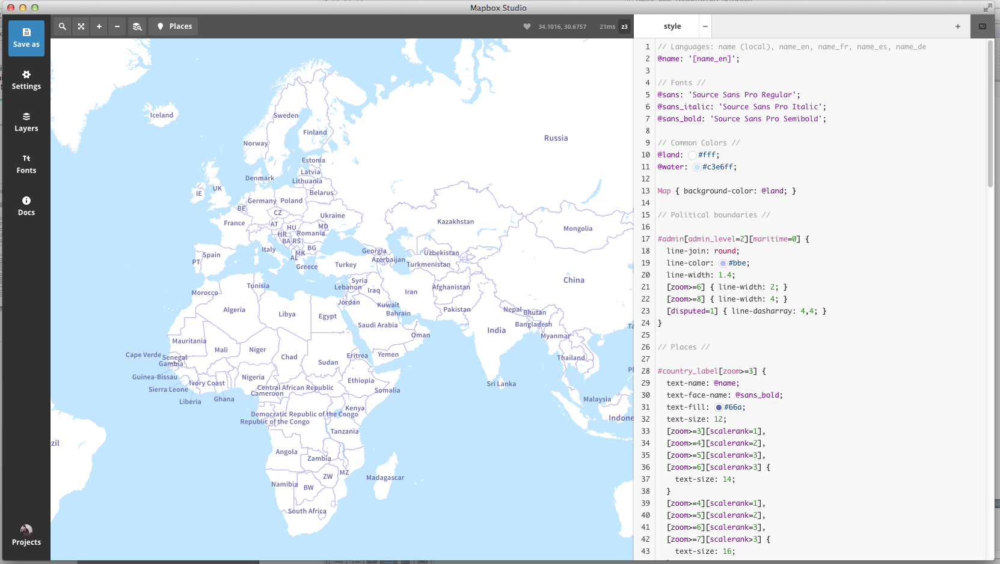 Mapbox Studio
Save as
Settings
Layers
Fonts
Docs
Projects
Places
34.1016, 30.6757
21ms
z3
Iceland
Sweden
Finland
Norway
Russia
Estonia
Latvia
Denmark
Lithuania
UK
IE
Belarus
Germany
Poland
BE
CZ
Ukraine
France
AT
HU
MD
Kazakhstan
Mongolia
HR
Romania
BA
RS
Italy
BG
Spain
MK
AL
PT
Greece
Georgia
Azerbaijan
Uzbekistan
Turkmenistan
Turkey
China
Tunisia
Syria
Lebanon
Iraq
Iran
Afghanistan
Morocco
Jordan
Kuwait
Bahrain
Pakistan
Nepal
Bhutan
Algeria
Libya
Egypt
Saudi Arabia
India
Bangladesh
Ta
Oman
Myanmar
Mauritania
Mali
Niger
Chad
Cape Verde
Senegal
Gambia
Sudan
Eritrea
Yemen
Thailand
Guinea-Bissau
Nigeria
Ivory Coast
Sierra Leone
Central African Republic
Cameroon
Ethiopia
Somalia
Sri Lanka
Liberia
Ghana
Malaysia
Kenya
Democratic Republic of the Congo
Republic of the Congo
Indone
Tanzania
zil
Angola
Zambia
MZ
ZW
Madagascar
Namibia
BW
South Africa
style
1 // Languages: name (local), name_en, name_fr, name_es, name_de
2 @name: '[name_en]';
3
4 // Fonts //
5 @sans: 'Source Sans Pro Regular';
6 @sans_italic: 'Source Sans Pro Italic';
7 @sans_bold: 'Source Sans Pro Semibold';
8
9 // Common Colors //
10 @land: #fff;
11 @water: #c3e6ff;
12
13 Map { background-color: @land; }
14
15 // Political boundaries //
16
17 #admin[admin_level=2][maritime=0] {
18 line-join: round;
19 line-color: #bbe;
20 line-width: 1.4;
21 [zoom>=6] { line-width: 2; }
22 [zoom>=8] { line-width: 4; }
23 [disputed=1] { line-dasharray: 4,4; }
24 }
25
26 // Places //
27
28 #country_label[zoom>=3] {
29 text-name: @name;
30 text-face-name: @sans_bold;
31 text-fill: #66a;
32 text-size: 12;
33 [zoom>=3][scalerank=1],
34 [zoom>=4][scalerank=2],
35 [zoom>=5][scalerank=3],
36 [zoom>=6][scalerank>3] {
37 text-size: 14;
38 }
39 [zoom>=4][scalerank=1],
40 [zoom>=5][scalerank=2],
41 [zoom>=6][scalerank=3],
42 [zoom>=7][scalerank>3] {
43 text-size: 16;